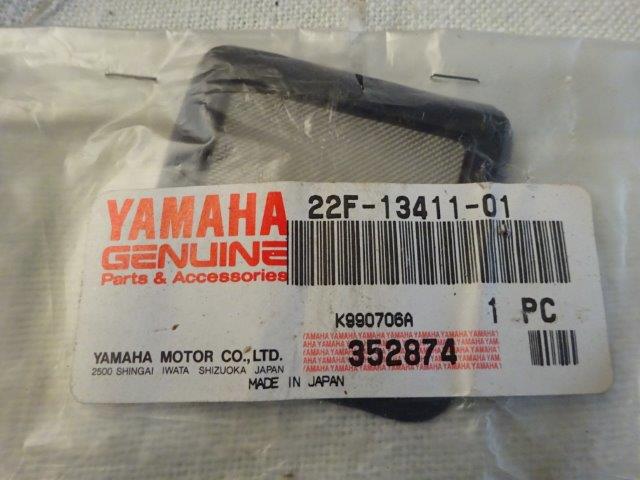 YAMAHA
GENUINE
Parts & Accessories
22F-13411-01
K990706A
1 PC
YAMAHA MOTOR CO.,LTD.
2500 SHINGAI IWATA SHIZUOKA JAPAN
352874
MADE IN JAPAN